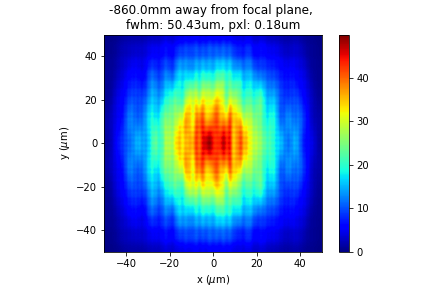 -860.0mm away from focal plane,
fwhm: 50.43um, pxl: 0.18um
40
20
0
−20
−40
y (μm)
−40 −20 0 20 40
x (μm)
40
30
20
10
0